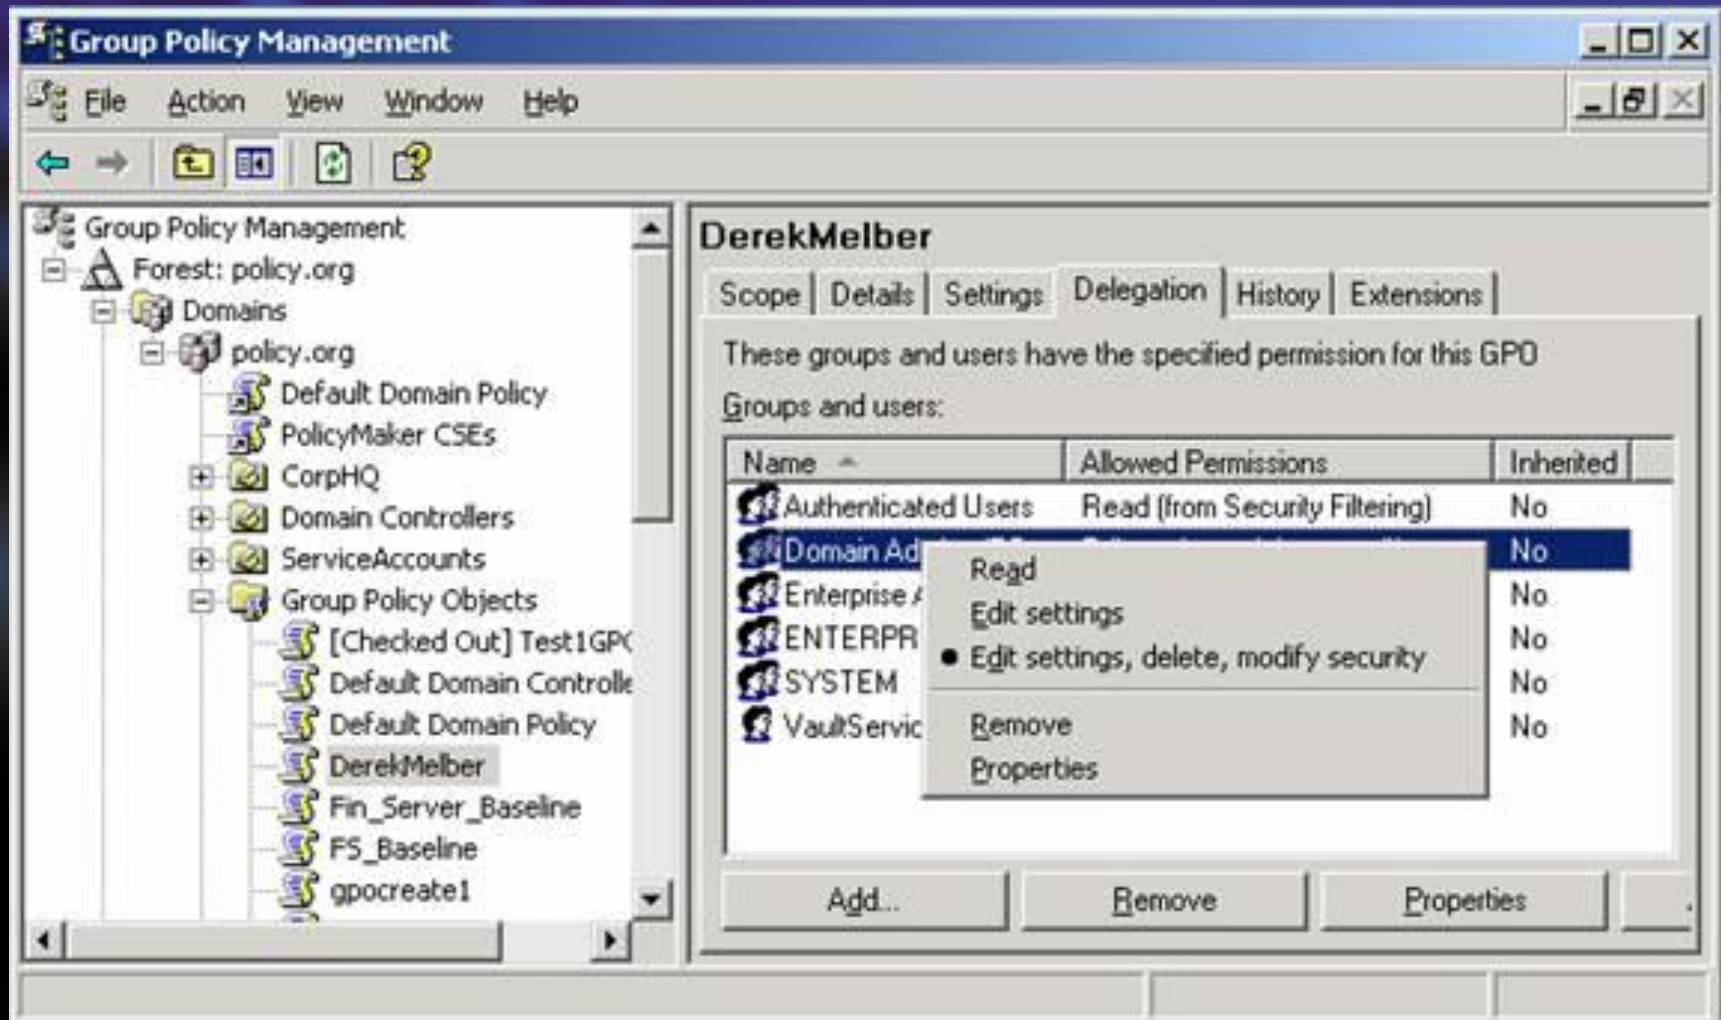 Group Policy Management
File Action View Window Help
Group Policy Management
Forest: policy.org
Domains
policy.org
Default Domain Policy
PolicyMaker CSEs
CorpHQ
Domain Controllers
ServiceAccounts
Group Policy Objects
[Checked Out] Test1GPO
Default Domain Controlle
Default Domain Policy
DerekMelber
Fin_Server_Baseline
FS_Baseline
gpocreate1
DerekMelber
Scope Details Settings Delegation History Extensions
These groups and users have the specified permission for this GPO
Groups and users:
Name Allowed Permissions Inherited
Authenticated Users Read (from Security Filtering) No
Domain Ad No
Enterprise No
ENTERPR No
SYSTEM No
VaultServic No
Read
Edit settings
Edit settings, delete, modify security
Remove
Properties
Add... Remove Properties